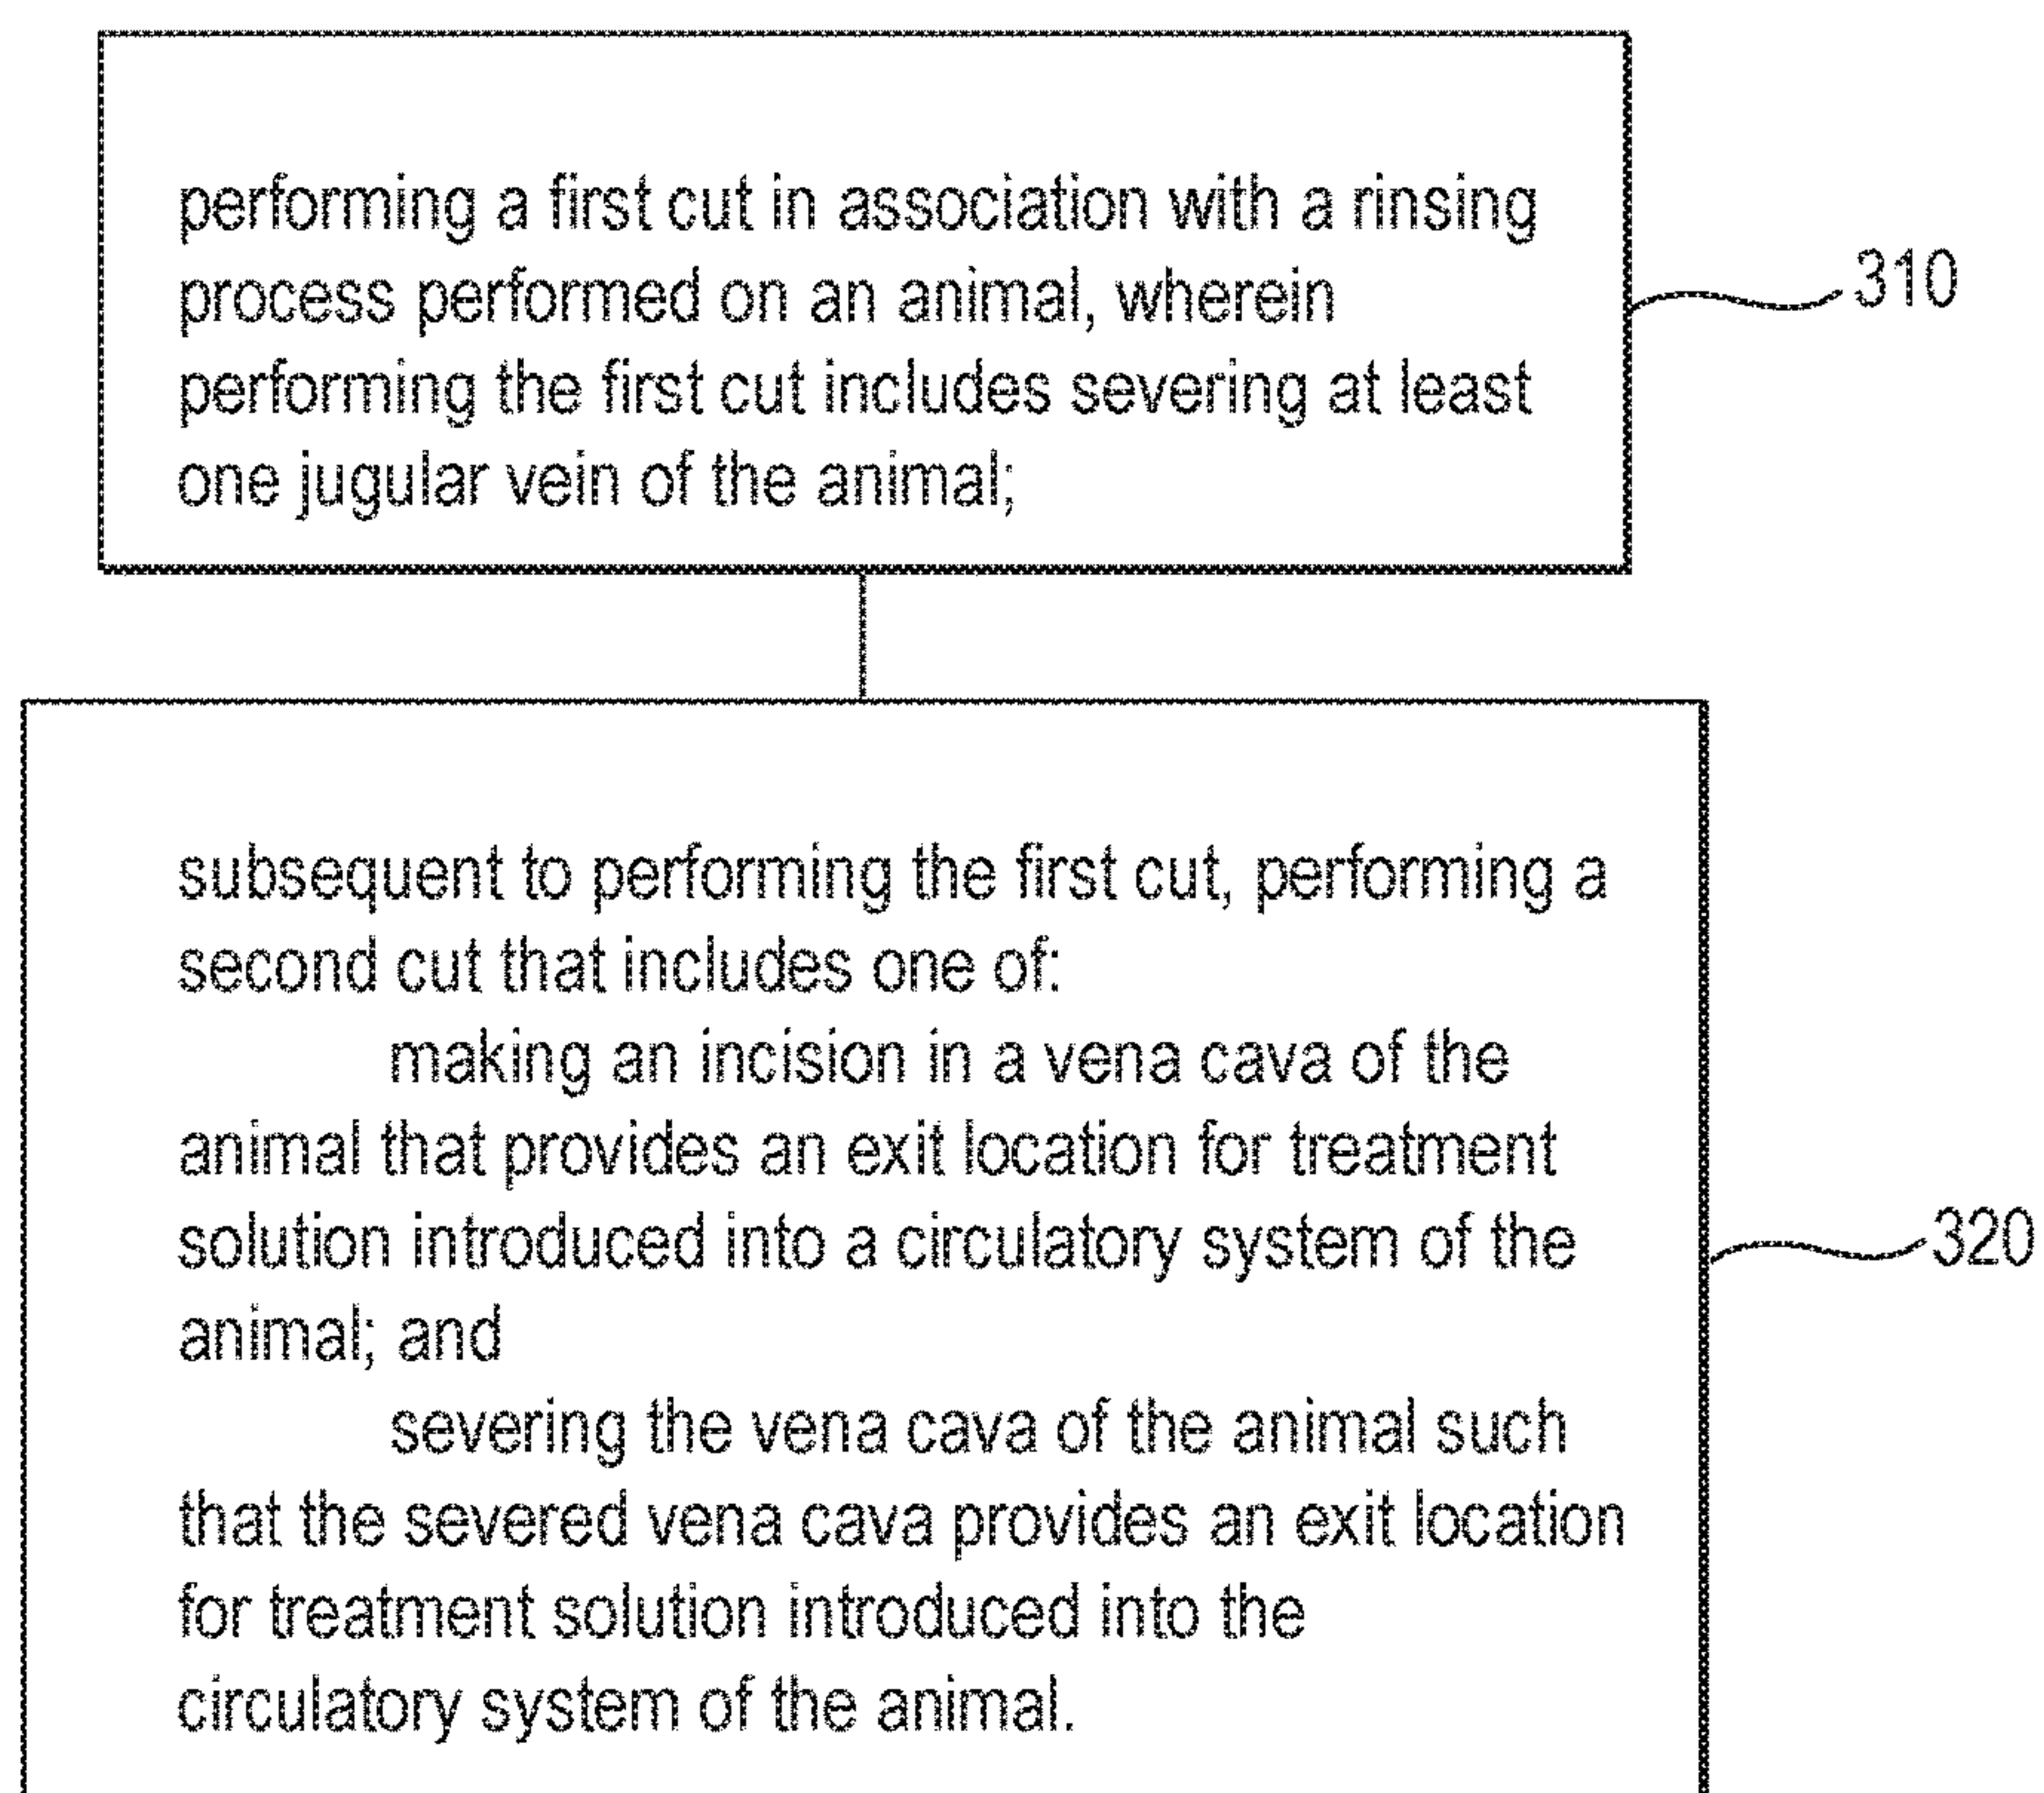 performing a first cut in association with a rinsing
process performed on an animal, wherein
performing the first cut includes severing at least
one jugular vein of the animal;
310
subsequent to performing the first cut, performing a
second cut that includes one of:
making an incision in a vena cava of the
animal that provides an exit location for treatment
solution introduced into a circulatory system of the
animal; and
severing the vena cava of the animal such
that the severed vena cava provides an exit location
for treatment solution introduced into the
circulatory system of the animal.
320